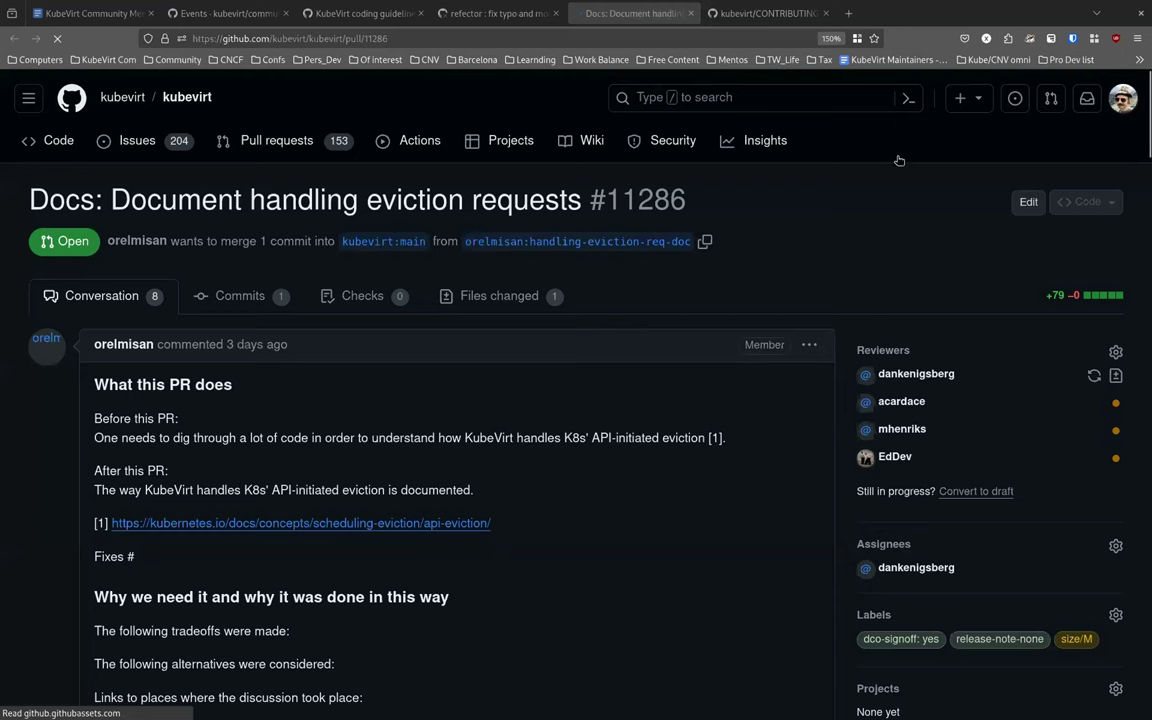 KubeVirt Community Me
Events · kubevirt/commu
KubeVirt coding guideline
refector : fix typo and mo
Docs: Document handlin
kubevirt/CONTRIBUTING
https://github.com/kubevirt/kubevirt/pull/11286
150%
Computers KubeVirt Com Community CNCF Confs Pers_Dev Of interest CNV Barcelona Learnding Work Balance Free Content Mentos TW_Life Tax KubeVirt Maintainers -... Kube/CNV omni Pro Dev list
kubevirt / kubevirt
Type / to search
Code Issues 204 Pull requests 153 Actions Projects Wiki Security Insights
Docs: Document handling eviction requests #11286
Edit
Code
Open orelmisan wants to merge 1 commit into kubevirt:main from orelmisan:handling-eviction-req-doc
Conversation 8 Commits 1 Checks 0 Files changed 1
+79 −0
orelm
orelmisan commented 3 days ago
Member
What this PR does
Before this PR:
One needs to dig through a lot of code in order to understand how KubeVirt handles K8s' API-initiated eviction [1].
After this PR:
The way KubeVirt handles K8s' API-initiated eviction is documented.
[1] https://kubernetes.io/docs/concepts/scheduling-eviction/api-eviction/
Fixes #
Why we need it and why it was done in this way
The following tradeoffs were made:
The following alternatives were considered:
Links to places where the discussion took place:
Reviewers
dankenigsberg
acardace
mhenriks
EdDev
Still in progress? Convert to draft
Assignees
dankenigsberg
Labels
dco-signoff: yes release-note-none size/M
Projects
None yet
Read github.githubassets.com